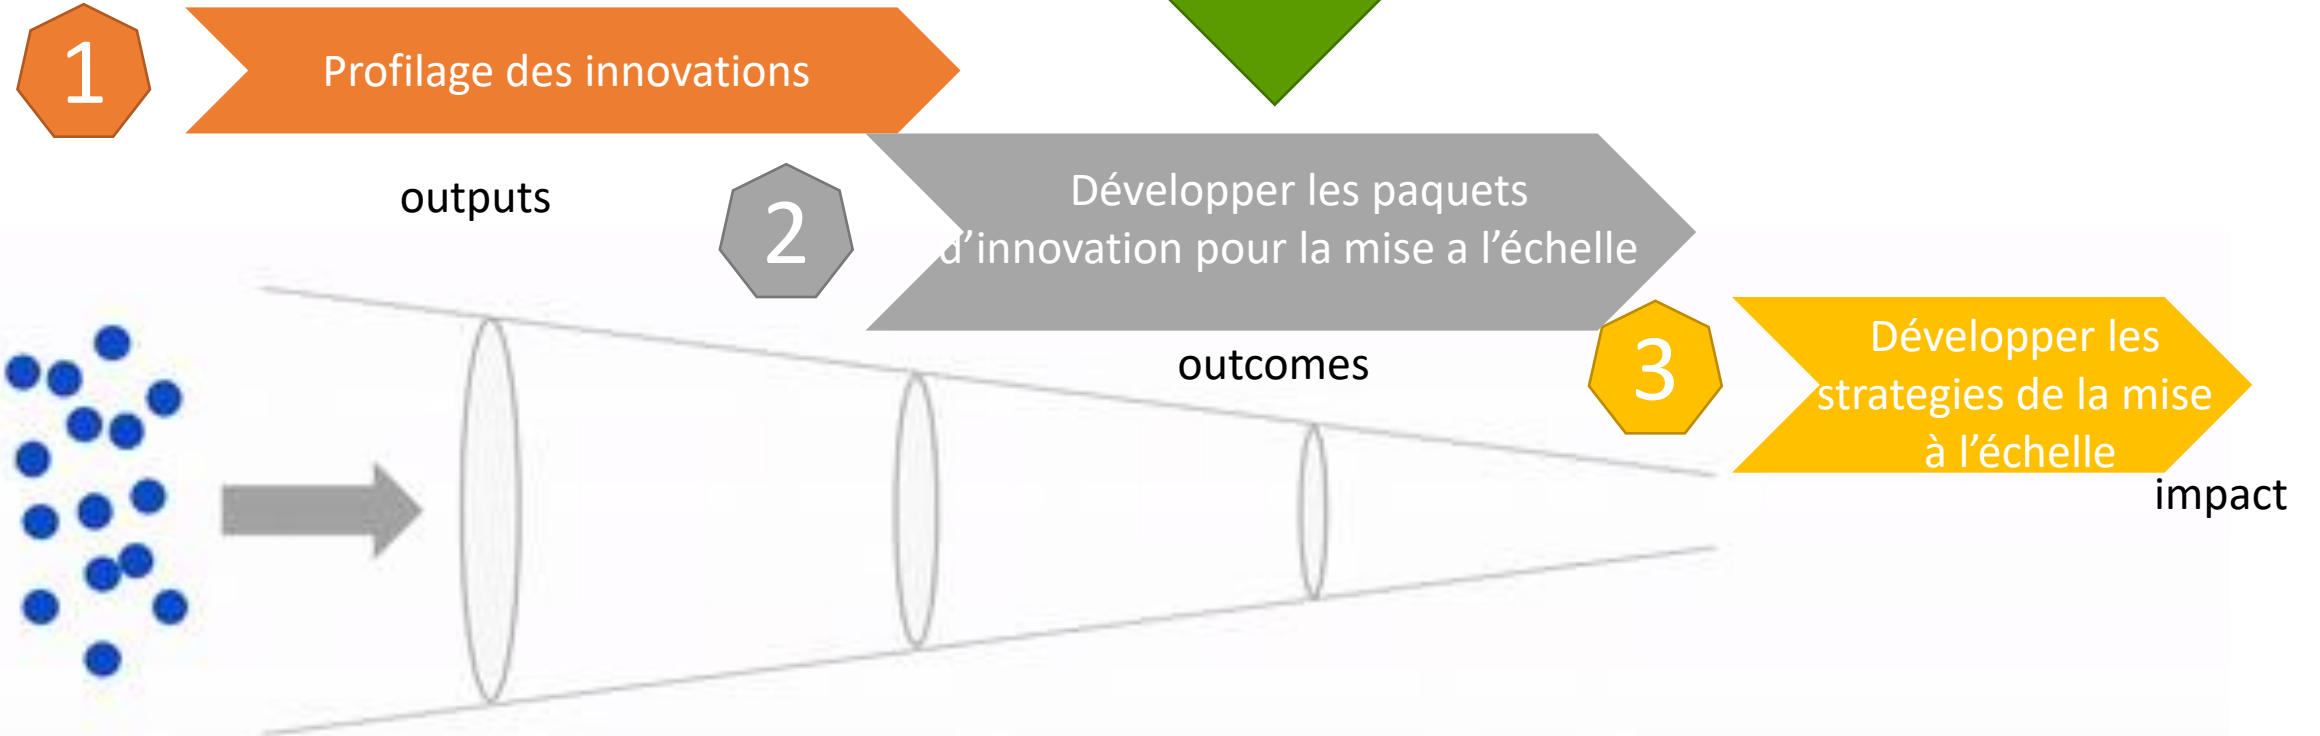 1
Profilage des innovations
outputs
2
Développer les paquets
d’innovation pour la mise a l’échelle
outcomes
3
Développer les
strategies de la mise
à l’échelle
impact